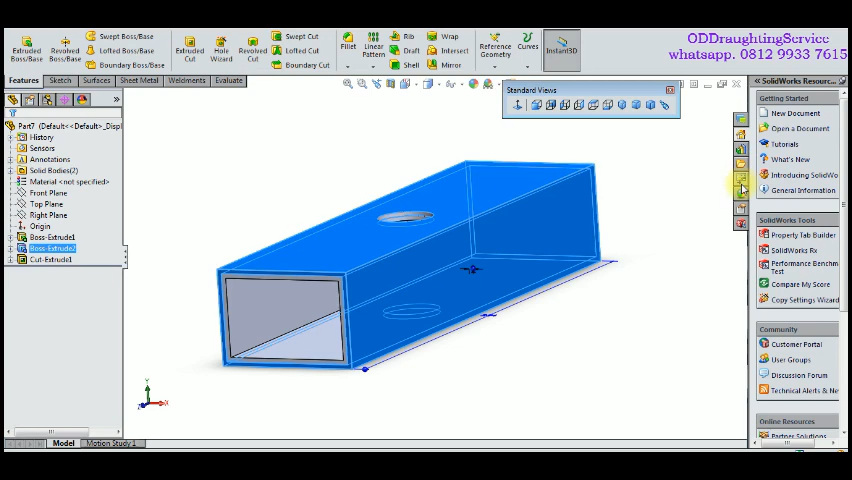 ODDraughtingService
whatsapp. 0812 9933 7615
Extruded Boss/Base
Revolved Boss/Base
Swept Boss/Base
Lofted Boss/Base
Boundary Boss/Base
Extruded Cut
Hole Wizard
Revolved Cut
Swept Cut
Lofted Cut
Boundary Cut
Fillet
Linear Pattern
Rib
Draft
Shell
Wrap
Intersect
Mirror
Reference Geometry
Curves
Instant3D
Features
Sketch
Surfaces
Sheet Metal
Weldments
Evaluate
Part7 (Default<<Default>_Displ
History
Sensors
Annotations
Solid Bodies(2)
Material <not specified>
Front Plane
Top Plane
Right Plane
Origin
Boss-Extrude1
Boss-Extrude2
Cut-Extrude1
Standard Views
SolidWorks Resourc...
Getting Started
New Document
Open a Document
Tutorials
What's New
Introducing SolidWo
General Information
SolidWorks Tools
Property Tab Builder
SolidWorks Rx
Performance Benchma
Test
Compare My Score
Copy Settings Wizard
Community
Customer Portal
User Groups
Discussion Forum
Technical Alerts & Ne
Online Resources
Partner Solutions
Y
X
Z
Model
Motion Study 1